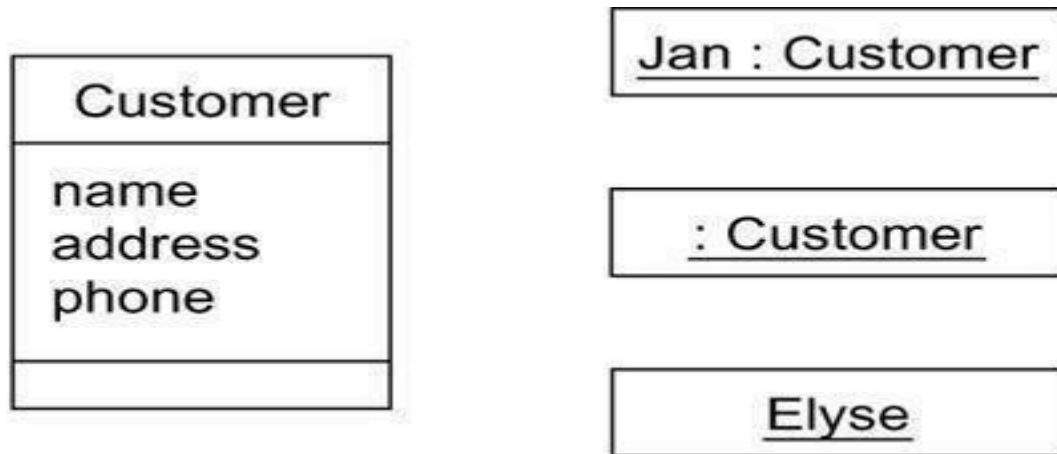 Customer
name
address
phone
Jan : Customer
: Customer
Elyse